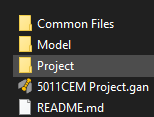 Common Files
Model
Project
5011CEM Project.gan
README.md